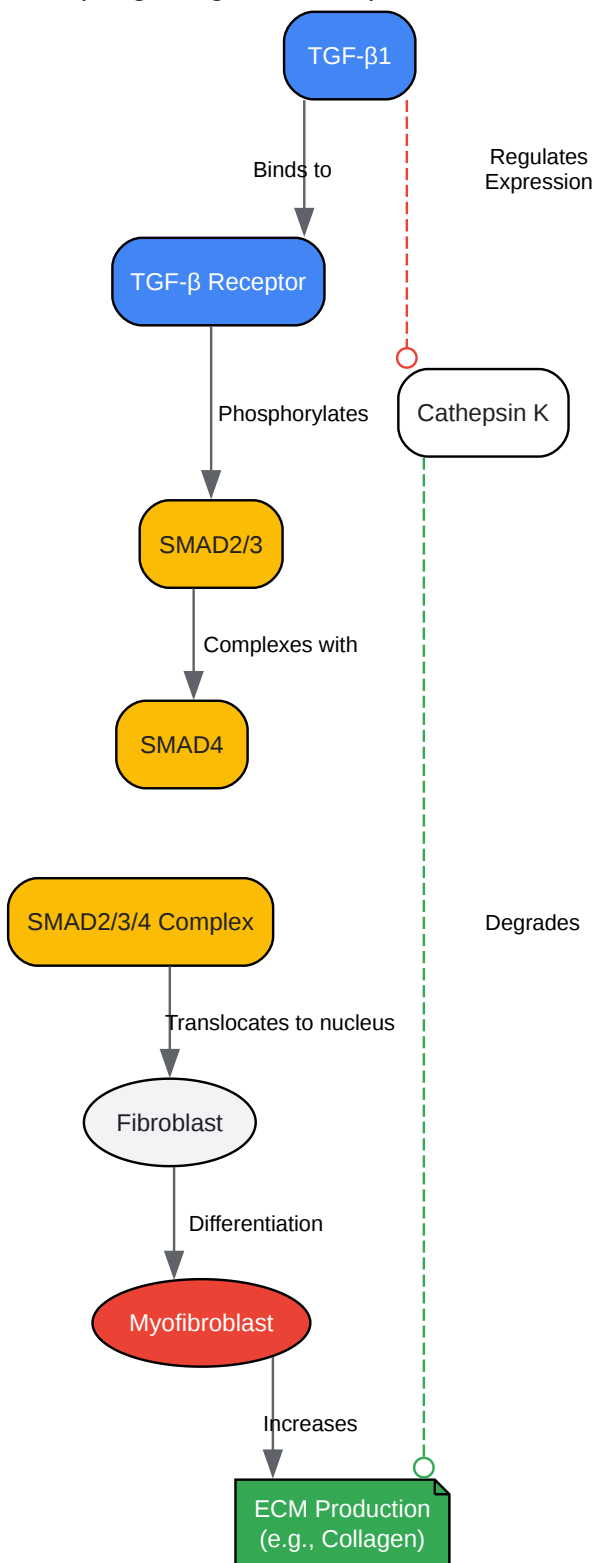 TGF-β1
Binds to
Regulates
Expression
TGF-β Receptor
Phosphorylates
Cathepsin K
SMAD2/3
Complexes with
SMAD4
SMAD2/3/4 Complex
Degrades
Translocates to nucleus
Fibroblast
Differentiation
Myofibroblast
Increases
ECM Production
(e.g., Collagen)